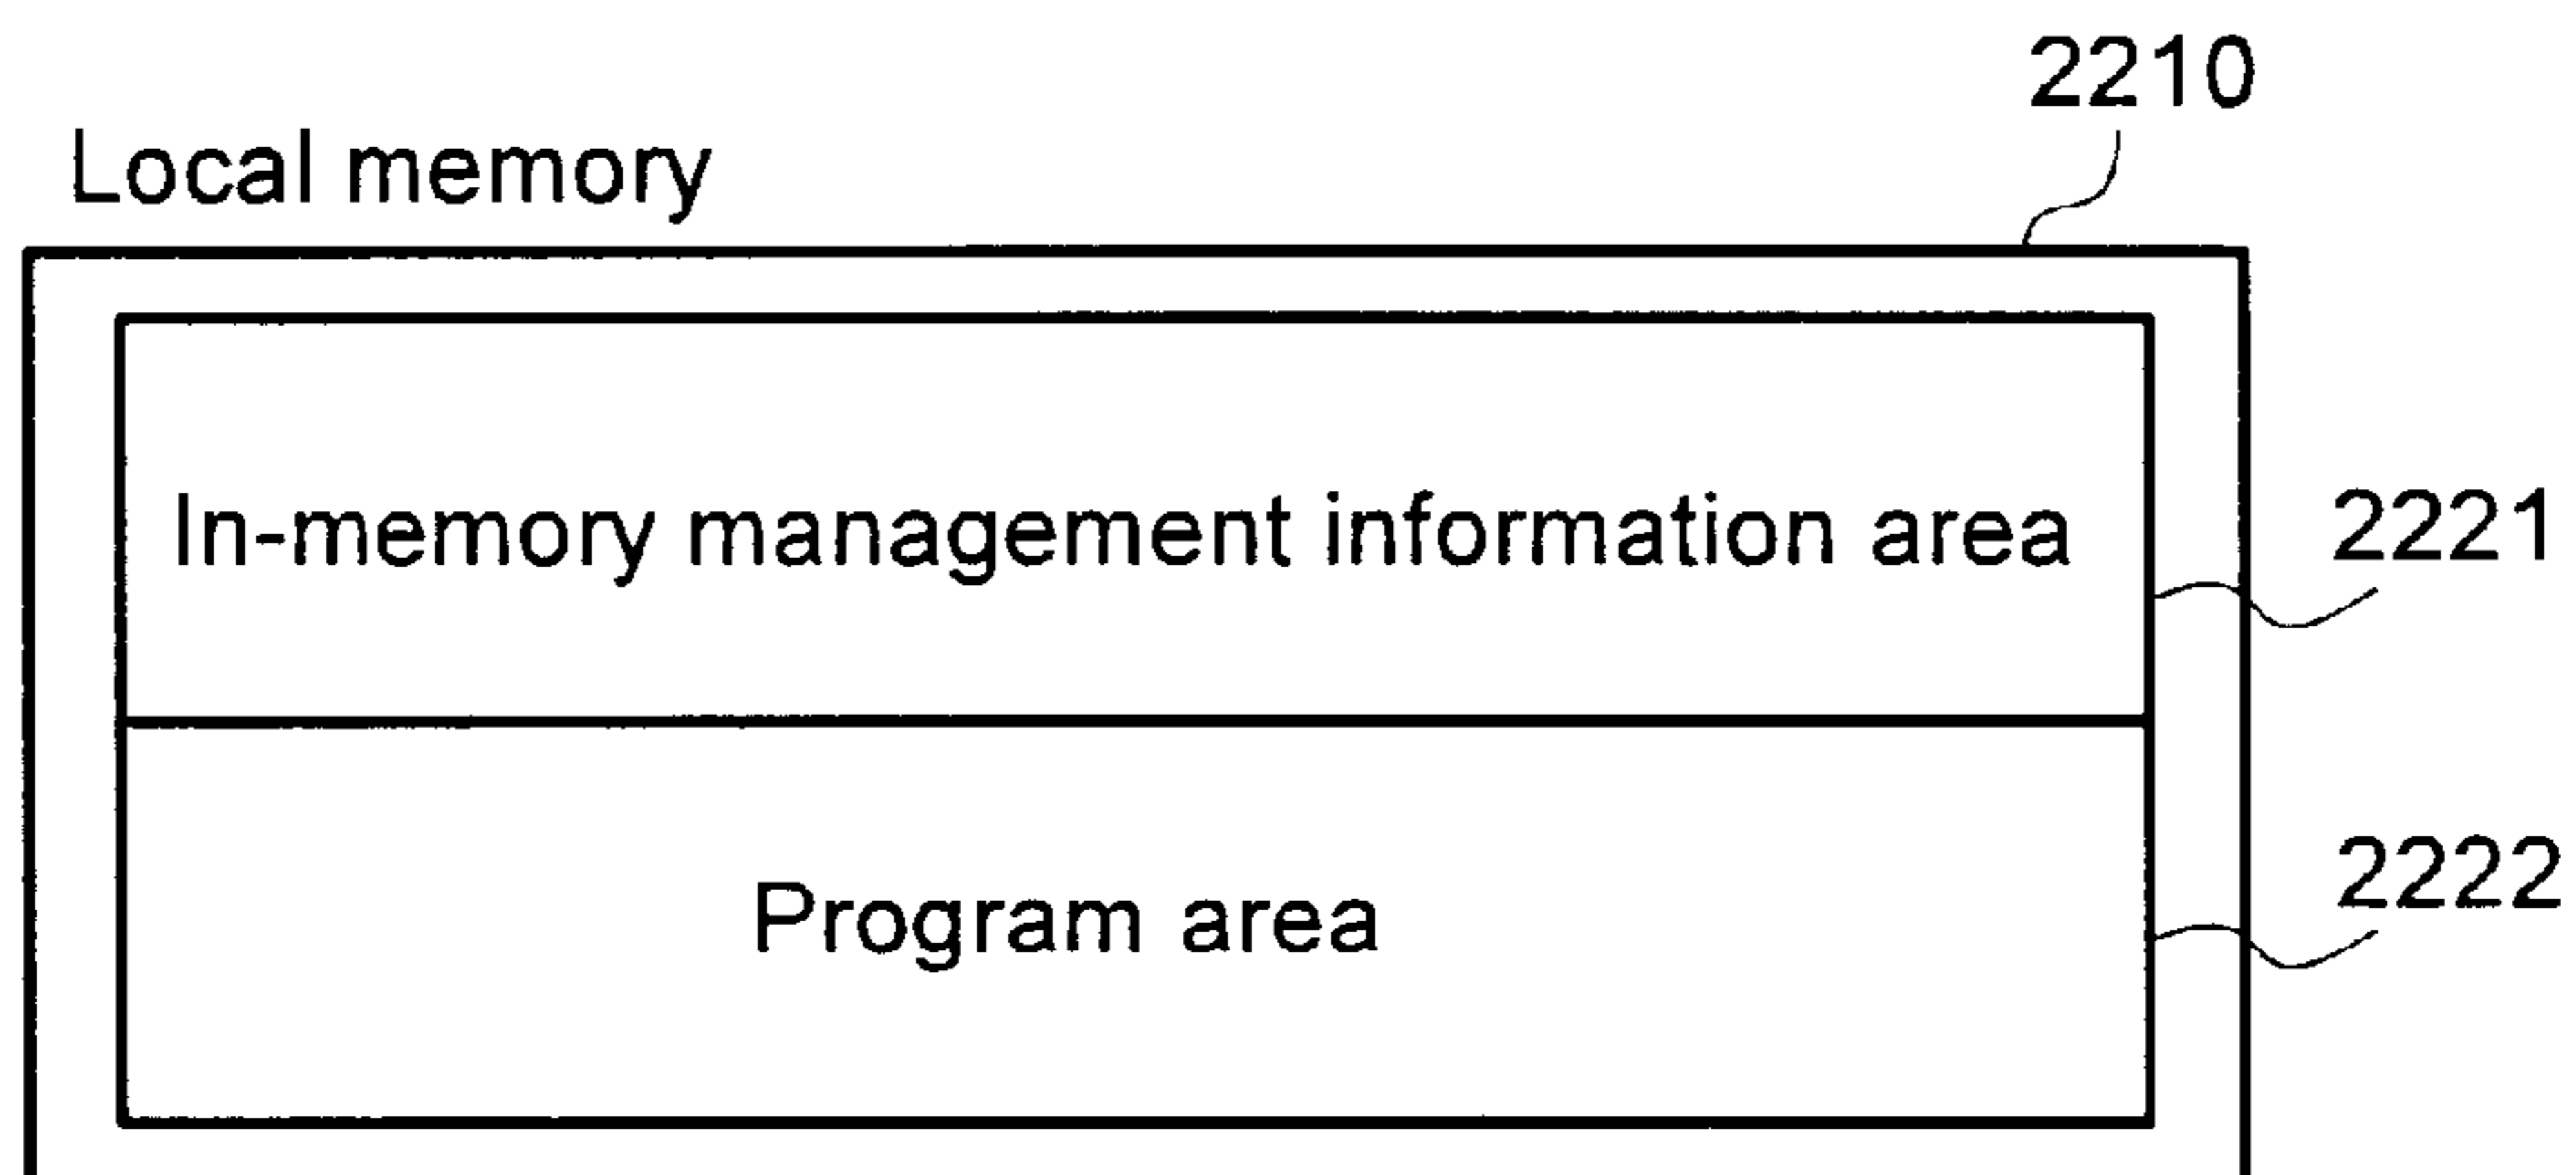 2210
Local memory
In-memory management information area
2221
Program area
2222